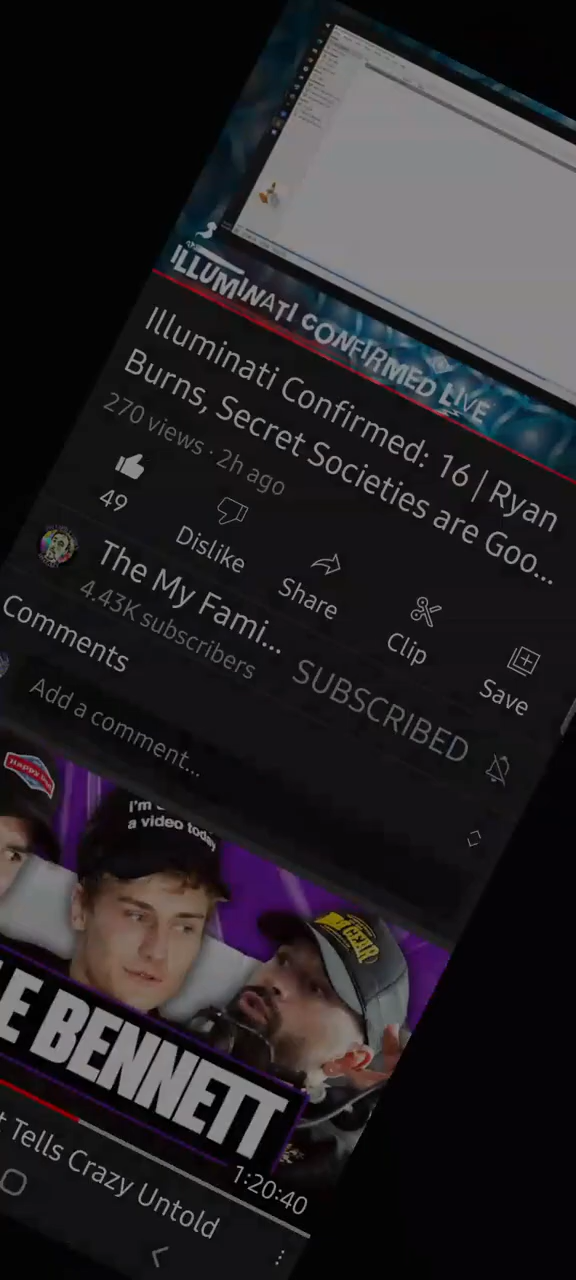 ILLUMINATI CONFIRMED LIVE
Illuminati Confirmed: 16 | Ryan
Burns, Secret Societies are Goo...
270 views · 2h ago
49
Dislike
Share
Clip
Save
The My Fami...
4.43K subscribers
SUBSCRIBED
Comments
Add a comment...
Happy
I'm
a video today
GEAR
E BENNETT
1:20:40
t Tells Crazy Untold